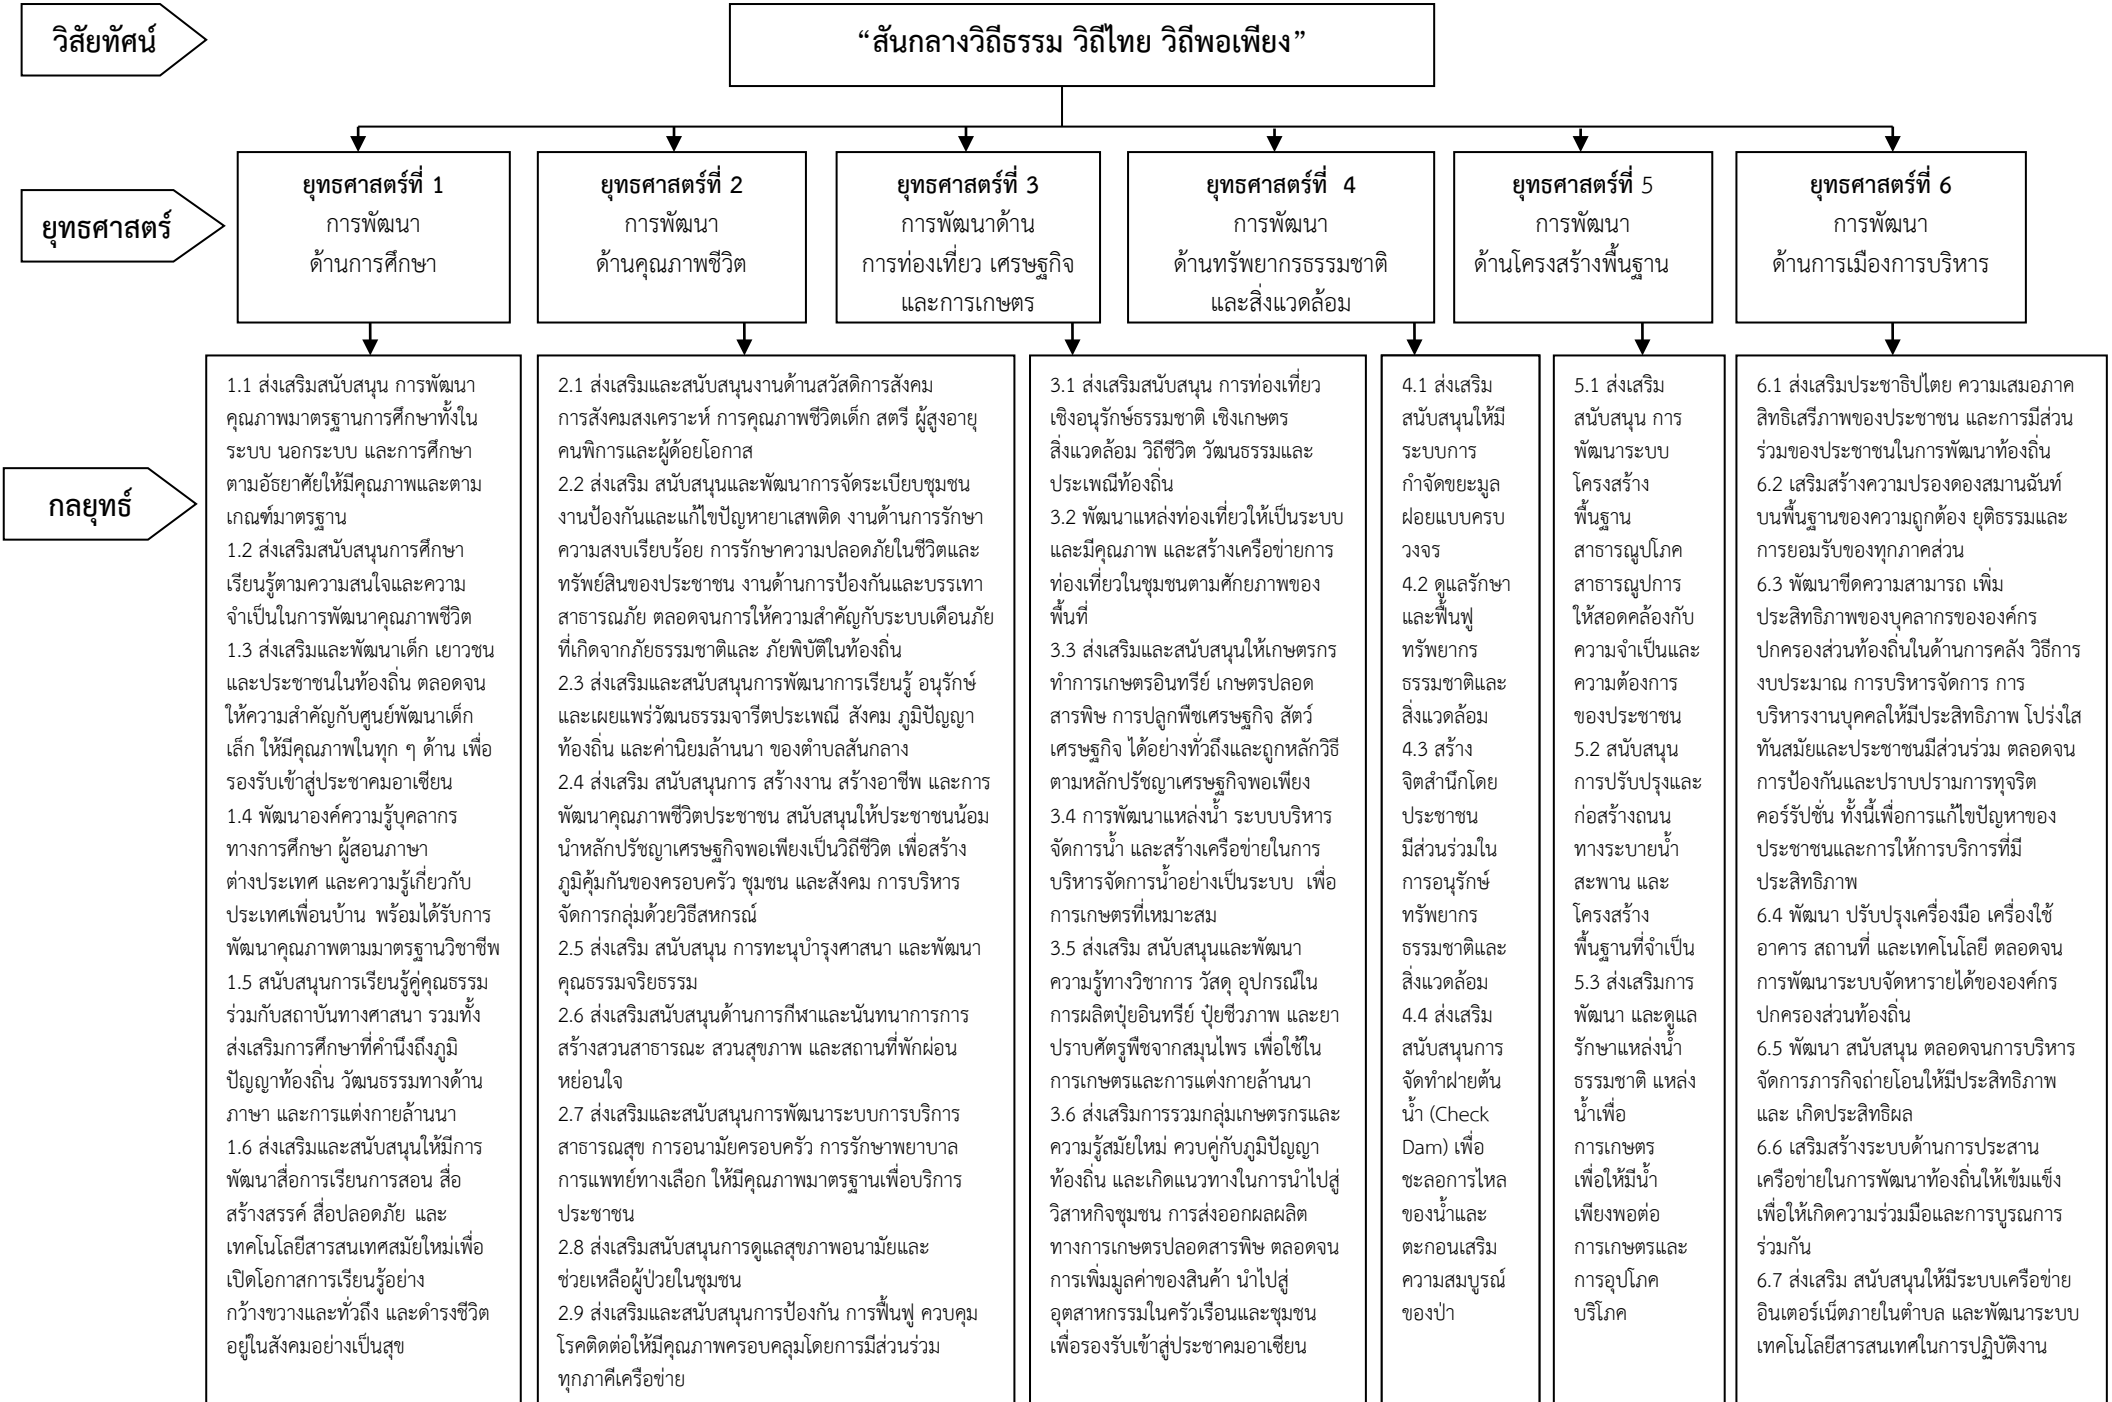 วิสัยทัศน์
“สันกลางวิถีธรรม วิถีไทย วิถีพอเพียง”
ยุทธศาสตร์
ยุทธศาสตร์ที่ 1
การพัฒนา
ด้านการศึกษา
ยุทธศาสตร์ที่ 2
การพัฒนา
ด้านคุณภาพชีวิต
ยุทธศาสตร์ที่ 3
การพัฒนาด้าน
การท่องเที่ยว เศรษฐกิจ
และการเกษตร
ยุทธศาสตร์ที่ 4
การพัฒนา
ด้านทรัพยากรธรรมชาติ
และสิ่งแวดล้อม
ยุทธศาสตร์ที่ 5
การพัฒนา
ด้านโครงสร้างพื้นฐาน
ยุทธศาสตร์ที่ 6
การพัฒนา
ด้านการเมืองการบริหาร
กลยุทธ์
1.1 ส่งเสริมสนับสนุน การพัฒนา
คุณภาพมาตรฐานการศึกษาทั้งใน
ระบบ นอกระบบ และการศึกษา
ตามอัธยาศัยให้มีคุณภาพและตาม
เกณฑ์มาตรฐาน
1.2 ส่งเสริมสนับสนุนการศึกษา
เรียนรู้ตามความสนใจและความ
จำเป็นในการพัฒนาคุณภาพชีวิต
1.3 ส่งเสริมและพัฒนาเด็ก เยาวชน
และประชาชนในท้องถิ่น ตลอดจน
ให้ความสำคัญกับศูนย์พัฒนาเด็ก
เล็ก ให้มีคุณภาพในทุก ๆ ด้าน เพื่อ
รองรับเข้าสู่ประชาคมอาเซียน
1.4 พัฒนาองค์ความรู้บุคลากร
ทางการศึกษา ผู้สอนภาษา
ต่างประเทศ และความรู้เกี่ยวกับ
ประเทศเพื่อนบ้าน พร้อมได้รับการ
พัฒนาคุณภาพตามมาตรฐานวิชาชีพ
1.5 สนับสนุนการเรียนรู้คู่คุณธรรม
ร่วมกับสถาบันทางศาสนา รวมทั้ง
ส่งเสริมการศึกษาที่คำนึงถึงภูมิ
ปัญญาท้องถิ่น วัฒนธรรมทางด้าน
ภาษา และการแต่งกายล้านนา
1.6 ส่งเสริมและสนับสนุนให้มีการ
พัฒนาสื่อการเรียนการสอน สื่อ
สร้างสรรค์ สื่อปลอดภัย และ
เทคโนโลยีสารสนเทศสมัยใหม่เพื่อ
เปิดโอกาสการเรียนรู้อย่าง
กว้างขวางและทั่วถึง และดำรงชีวิต
อยู่ในสังคมอย่างเป็นสุข
2.1 ส่งเสริมและสนับสนุนงานด้านสวัสดิการสังคม
การสังคมสงเคราะห์ การคุณภาพชีวิตเด็ก สตรี ผู้สูงอายุ
คนพิการและผู้ด้อยโอกาส
2.2 ส่งเสริม สนับสนุนและพัฒนาการจัดระเบียบชุมชน
งานป้องกันและแก้ไขปัญหายาเสพติด งานด้านการรักษา
ความสงบเรียบร้อย การรักษาความปลอดภัยในชีวิตและ
ทรัพย์สินของประชาชน งานด้านการป้องกันและบรรเทา
สาธารณภัย ตลอดจนการให้ความสำคัญกับระบบเดือนภัย
ที่เกิดจากภัยธรรมชาติและ ภัยพิบัติในท้องถิ่น
2.3 ส่งเสริมและสนับสนุนการพัฒนาการเรียนรู้ อนุรักษ์
และเผยแพร่วัฒนธรรมจารีตประเพณี สังคม ภูมิปัญญา
ท้องถิ่น และค่านิยมล้านนา ของตำบลสันกลาง
2.4 ส่งเสริม สนับสนุนการ สร้างงาน สร้างอาชีพ และการ
พัฒนาคุณภาพชีวิตประชาชน สนับสนุนให้ประชาชนน้อม
นำหลักปรัชญาเศรษฐกิจพอเพียงเป็นวิถีชีวิต เพื่อสร้าง
ภูมิคุ้มกันของครอบครัว ชุมชน และสังคม การบริหาร
จัดการกลุ่มด้วยวิธีสหกรณ์
2.5 ส่งเสริม สนับสนุน การทะนุบำรุงศาสนา และพัฒนา
คุณธรรมจริยธรรม
2.6 ส่งเสริมสนับสนุนด้านการกีฬาและนันทนาการการ
สร้างสวนสาธารณะ สวนสุขภาพ และสถานที่พักผ่อน
หย่อนใจ
2.7 ส่งเสริมและสนับสนุนการพัฒนาระบบการบริการ
สาธารณสุข การอนามัยครอบครัว การรักษาพยาบาล
การแพทย์ทางเลือก ให้มีคุณภาพมาตรฐานเพื่อบริการ
ประชาชน
2.8 ส่งเสริมสนับสนุนการดูแลสุขภาพอนามัยและ
ช่วยเหลือผู้ป่วยในชุมชน
2.9 ส่งเสริมและสนับสนุนการป้องกัน การฟื้นฟู ควบคุม
โรคติดต่อให้มีคุณภาพครอบคลุมโดยการมีส่วนร่วม
ทุกภาคีเครือข่าย
3.1 ส่งเสริมสนับสนุน การท่องเที่ยว
เชิงอนุรักษ์ธรรมชาติ เชิงเกษตร
สิ่งแวดล้อม วิถีชีวิต วัฒนธรรมและ
ประเพณีท้องถิ่น
3.2 พัฒนาแหล่งท่องเที่ยวให้เป็นระบบ
และมีคุณภาพ และสร้างเครือข่ายการ
ท่องเที่ยวในชุมชนตามศักยภาพของ
พื้นที่
3.3 ส่งเสริมและสนับสนุนให้เกษตรกร
ทำการเกษตรอินทรีย์ เกษตรปลอด
สารพิษ การปลูกพืชเศรษฐกิจ สัตว์
เศรษฐกิจ ได้อย่างทั่วถึงและถูกหลักวิธี
ตามหลักปรัชญาเศรษฐกิจพอเพียง
3.4 การพัฒนาแหล่งน้ำ ระบบบริหาร
จัดการน้ำ และสร้างเครือข่ายในการ
บริหารจัดการน้ำอย่างเป็นระบบ เพื่อ
การเกษตรที่เหมาะสม
3.5 ส่งเสริม สนับสนุนและพัฒนา
ความรู้ทางวิชาการ วัสดุ อุปกรณ์ใน
การผลิตปุ๋ยอินทรีย์ ปุ๋ยชีวภาพ และยา
ปราบศัตรูพืชจากสมุนไพร เพื่อใช้ใน
การเกษตรและการแต่งกายล้านนา
3.6 ส่งเสริมการรวมกลุ่มเกษตรกรและ
ความรู้สมัยใหม่ ควบคู่กับภูมิปัญญา
ท้องถิ่น และเกิดแนวทางในการนำไปสู่
วิสาหกิจชุมชน การส่งออกผลผลิต
ทางการเกษตรปลอดสารพิษ ตลอดจน
การเพิ่มมูลค่าของสินค้า นำไปสู่
อุตสาหกรรมในครัวเรือนและชุมชน
เพื่อรองรับเข้าสู่ประชาคมอาเซียน
4.1 ส่งเสริม
สนับสนุนให้มี
ระบบการ
กำจัดขยะมูล
ฝอยแบบครบ
วงจร
4.2 ดูแลรักษา
และฟื้นฟู
ทรัพยากร
ธรรมชาติและ
สิ่งแวดล้อม
4.3 สร้าง
จิตสำนึกโดย
ประชาชน
มีส่วนร่วมใน
การอนุรักษ์
ทรัพยากร
ธรรมชาติและ
สิ่งแวดล้อม
4.4 ส่งเสริม
สนับสนุนการ
จัดทำฝายต้น
น้ำ (Check
Dam) เพื่อ
ชะลอการไหล
ของน้ำและ
ตะกอนเสริม
ความสมบูรณ์
ของป่า
5.1 ส่งเสริม
สนับสนุน การ
พัฒนาระบบ
โครงสร้าง
พื้นฐาน
สาธารณูปโภค
สาธารณูปการ
ให้สอดคล้องกับ
ความจำเป็นและ
ความต้องการ
ของประชาชน
5.2 สนับสนุน
การปรับปรุงและ
ก่อสร้างถนน
ทางระบายน้ำ
สะพาน และ
โครงสร้าง
พื้นฐานที่จำเป็น
5.3 ส่งเสริมการ
พัฒนา และดูแล
รักษาแหล่งน้ำ
ธรรมชาติ แหล่ง
น้ำเพื่อ
การเกษตร
เพื่อให้มีน้ำ
เพียงพอต่อ
การเกษตรและ
การอุปโภค
บริโภค
6.1 ส่งเสริมประชาธิปไตย ความเสมอภาค
สิทธิเสรีภาพของประชาชน และการมีส่วน
ร่วมของประชาชนในการพัฒนาท้องถิ่น
6.2 เสริมสร้างความปรองดองสมานฉันท์
บนพื้นฐานของความถูกต้อง ยุติธรรมและ
การยอมรับของทุกภาคส่วน
6.3 พัฒนาขีดความสามารถ เพิ่ม
ประสิทธิภาพของบุคลากรขององค์กร
ปกครองส่วนท้องถิ่นในด้านการคลัง วิธีการ
งบประมาณ การบริหารจัดการ การ
บริหารงานบุคคลให้มีประสิทธิภาพ โปร่งใส
ทันสมัยและประชาชนมีส่วนร่วม ตลอดจน
การป้องกันและปราบปรามการทุจริต
คอร์รัปชั่น ทั้งนี้เพื่อการแก้ไขปัญหาของ
ประชาชนและการให้การบริการที่มี
ประสิทธิภาพ
6.4 พัฒนา ปรับปรุงเครื่องมือ เครื่องใช้
อาคาร สถานที่ และเทคโนโลยี ตลอดจน
การพัฒนาระบบจัดหารายได้ขององค์กร
ปกครองส่วนท้องถิ่น
6.5 พัฒนา สนับสนุน ตลอดจนการบริหาร
จัดการภารกิจถ่ายโอนให้มีประสิทธิภาพ
และ เกิดประสิทธิผล
6.6 เสริมสร้างระบบด้านการประสาน
เครือข่ายในการพัฒนาท้องถิ่นให้เข้มแข็ง
เพื่อให้เกิดความร่วมมือและการบูรณการ
ร่วมกัน
6.7 ส่งเสริม สนับสนุนให้มีระบบเครือข่าย
อินเตอร์เน็ตภายในตำบล และพัฒนาระบบ
เทคโนโลยีสารสนเทศในการปฏิบัติงาน